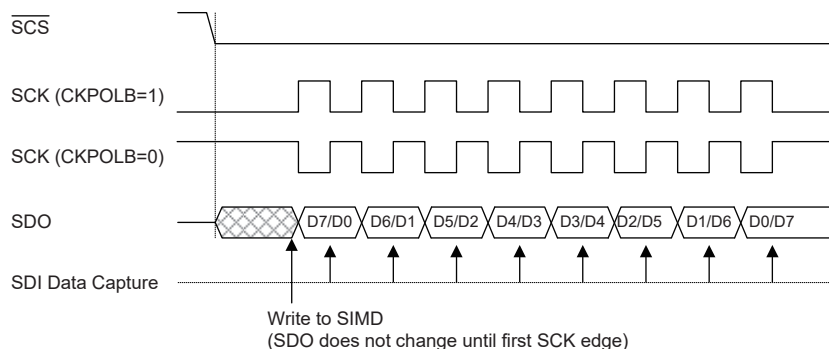 SCS
SCK (CKPOLB=1)
SCK (CKPOLB=0)
SDO
D7/D0 D6/D1 D5/D2 D4/D3 D3/D4 D2/D5 D1/D6 D0/D7
SDI Data Capture
Write to SIMD
(SDO does not change until first SCK edge)